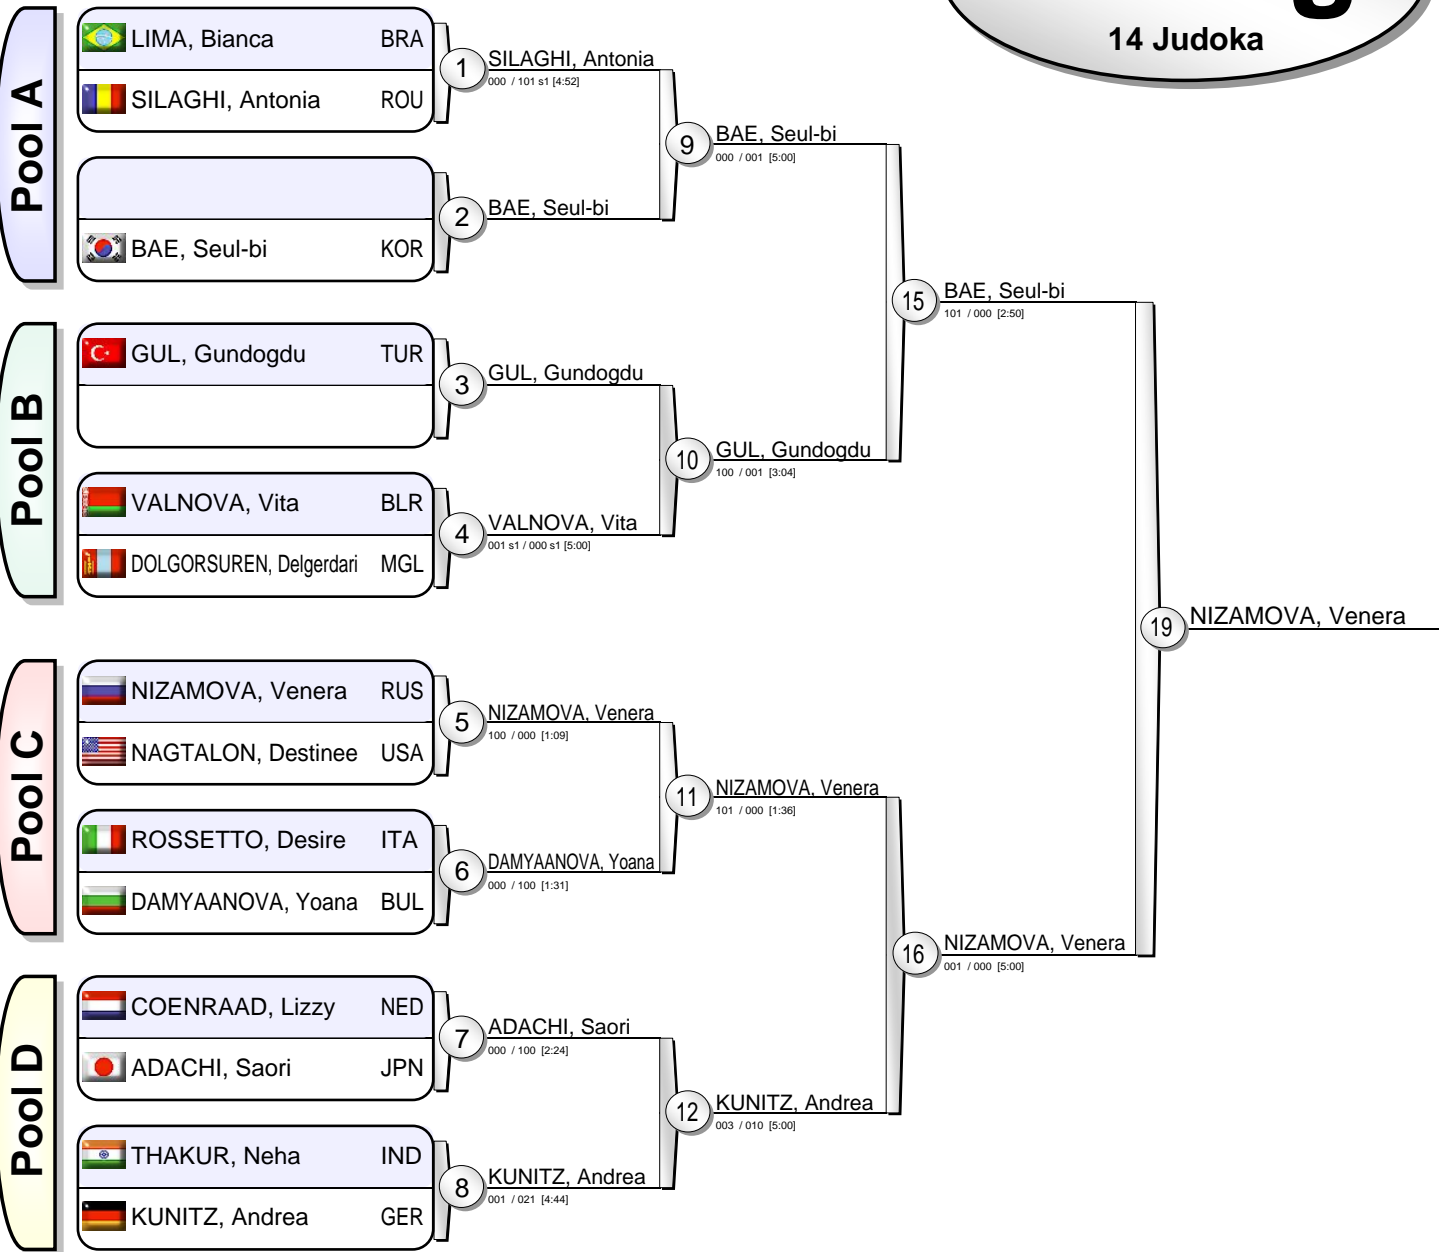 14 Judoka
Pool A
LIMA, Bianca BRA
SILAGHI, Antonia ROU
1
SILAGHI, Antonia
000 / 101 s1 [4:52]
BAE, Seul-bi KOR
2
BAE, Seul-bi
9
BAE, Seul-bi
000 / 001 [5:00]
Pool B
GUL, Gundogdu TUR
3
GUL, Gundogdu
VALNOVA, Vita BLR
DOLGORSUREN, Delgerdari MGL
4
VALNOVA, Vita
001 s1 / 000 s1 [5:00]
10
GUL, Gundogdu
100 / 001 [3:04]
15
BAE, Seul-bi
101 / 000 [2:50]
Pool C
NIZAMOVA, Venera RUS
NAGTALON, Destinee USA
5
NIZAMOVA, Venera
100 / 000 [1:09]
ROSSETTO, Desire ITA
DAMYAANOVA, Yoana BUL
6
DAMYAANOVA, Yoana
000 / 100 [1:31]
11
NIZAMOVA, Venera
101 / 000 [1:36]
Pool D
COENRAAD, Lizzy NED
ADACHI, Saori JPN
7
ADACHI, Saori
000 / 100 [2:24]
THAKUR, Neha IND
KUNITZ, Andrea GER
8
KUNITZ, Andrea
001 / 021 [4:44]
12
KUNITZ, Andrea
003 / 010 [5:00]
16
NIZAMOVA, Venera
001 / 000 [5:00]
19
NIZAMOVA, Venera